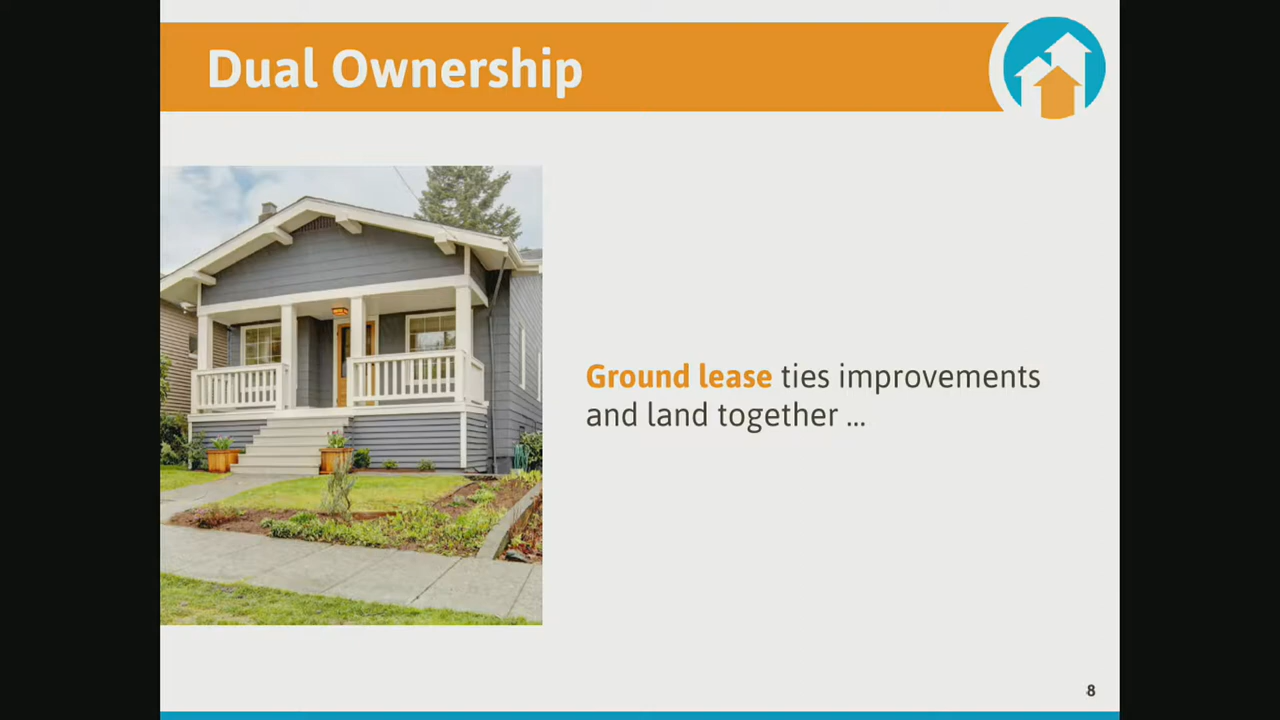 Dual Ownership
Ground lease ties improvements
and land together ...
8